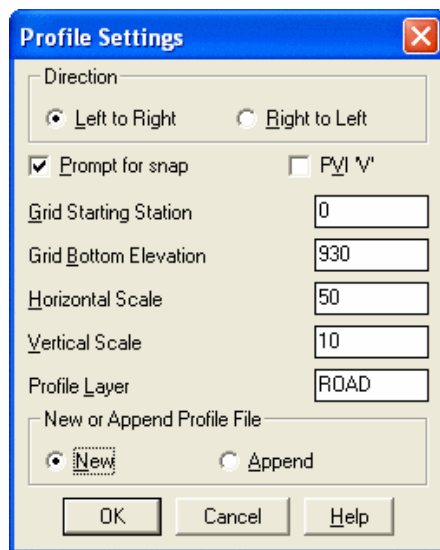 Profile Settings
Direction
Left to Right Right to Left
Prompt for snap PVI 'V'
Grid Starting Station 0
Grid Bottom Elevation 930
Horizontal Scale 50
Vertical Scale 10
Profile Layer ROAD
New or Append Profile File
New Append
OK Cancel Help